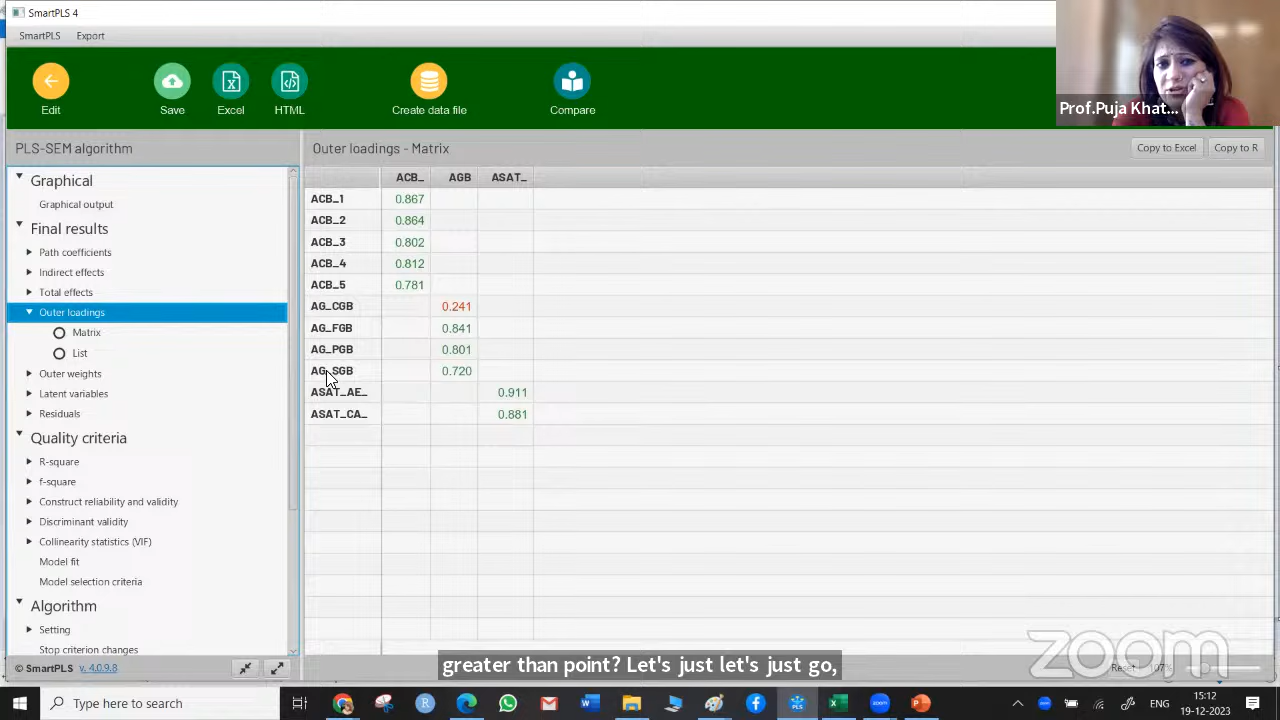 SmartPLS 4
SmartPLS Export
Edit Save Excel HTML Create data file Compare
Prof.Puja Khat...
PLS-SEM algorithm
Graphical
Graphical output
Final results
Path coefficients
Indirect effects
Total effects
Outer loadings
Matrix
List
Outer weights
Latent variables
Residuals
Quality criteria
R-square
f-square
Construct reliability and validity
Discriminant validity
Collinearity statistics (VIF)
Model fit
Model selection criteria
Algorithm
Setting
Stop criterion changes
© SmartPLS v. 4.0.9.8
Outer loadings - Matrix Copy to Excel Copy to R
ACB_ AGB ASAT_
ACB_1 0.867
ACB_2 0.864
ACB_3 0.802
ACB_4 0.812
ACB_5 0.781
AG_CGB 0.241
AG_FGB 0.841
AG_PGB 0.801
AG_SGB 0.720
ASAT_AE_ 0.911
ASAT_CA_ 0.881
zoom
greater than point? Let's just let's just go,
Type here to search
15:12
19-12-2023